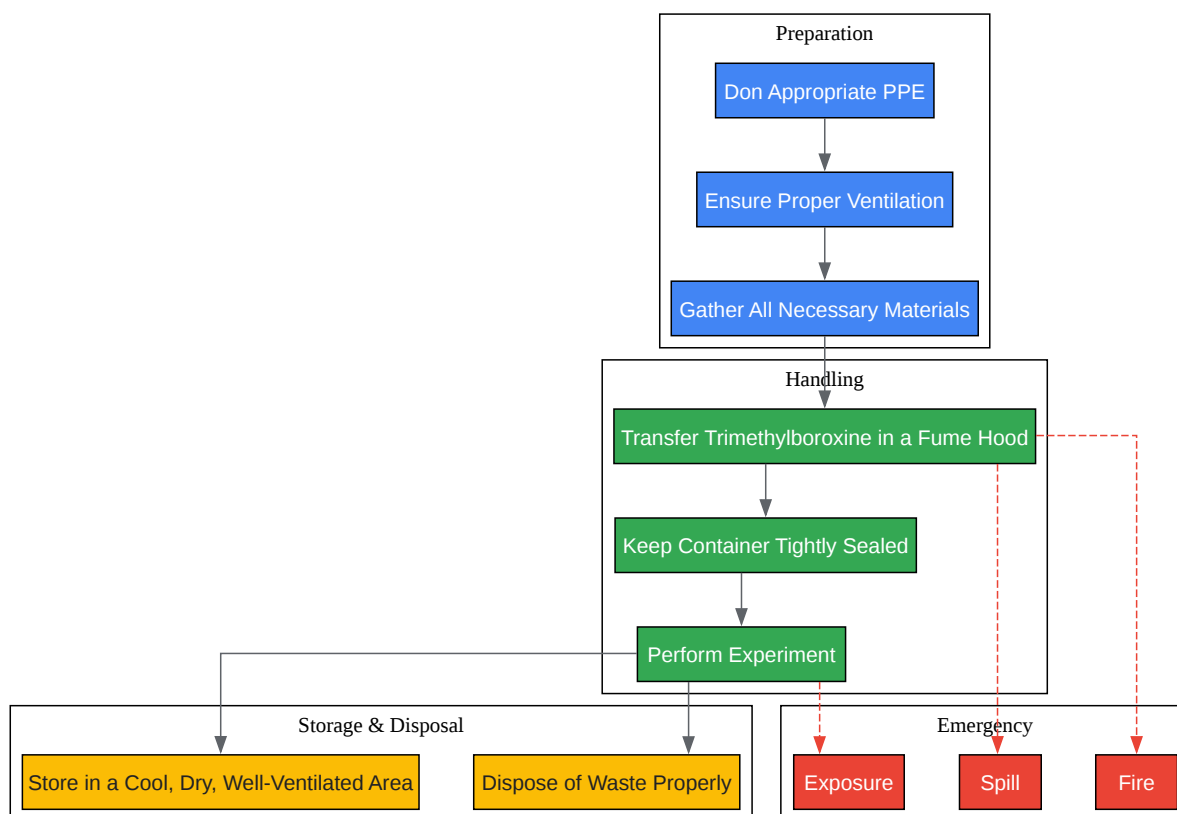 Preparation
Don Appropriate PPE
Ensure Proper Ventilation
Gather All Necessary Materials
Handling
Transfer Trimethylboroxine in a Fume Hood
Keep Container Tightly Sealed
Perform Experiment
Storage & Disposal
Store in a Cool, Dry, Well-Ventilated Area
Dispose of Waste Properly
Emergency
Exposure
Spill
Fire